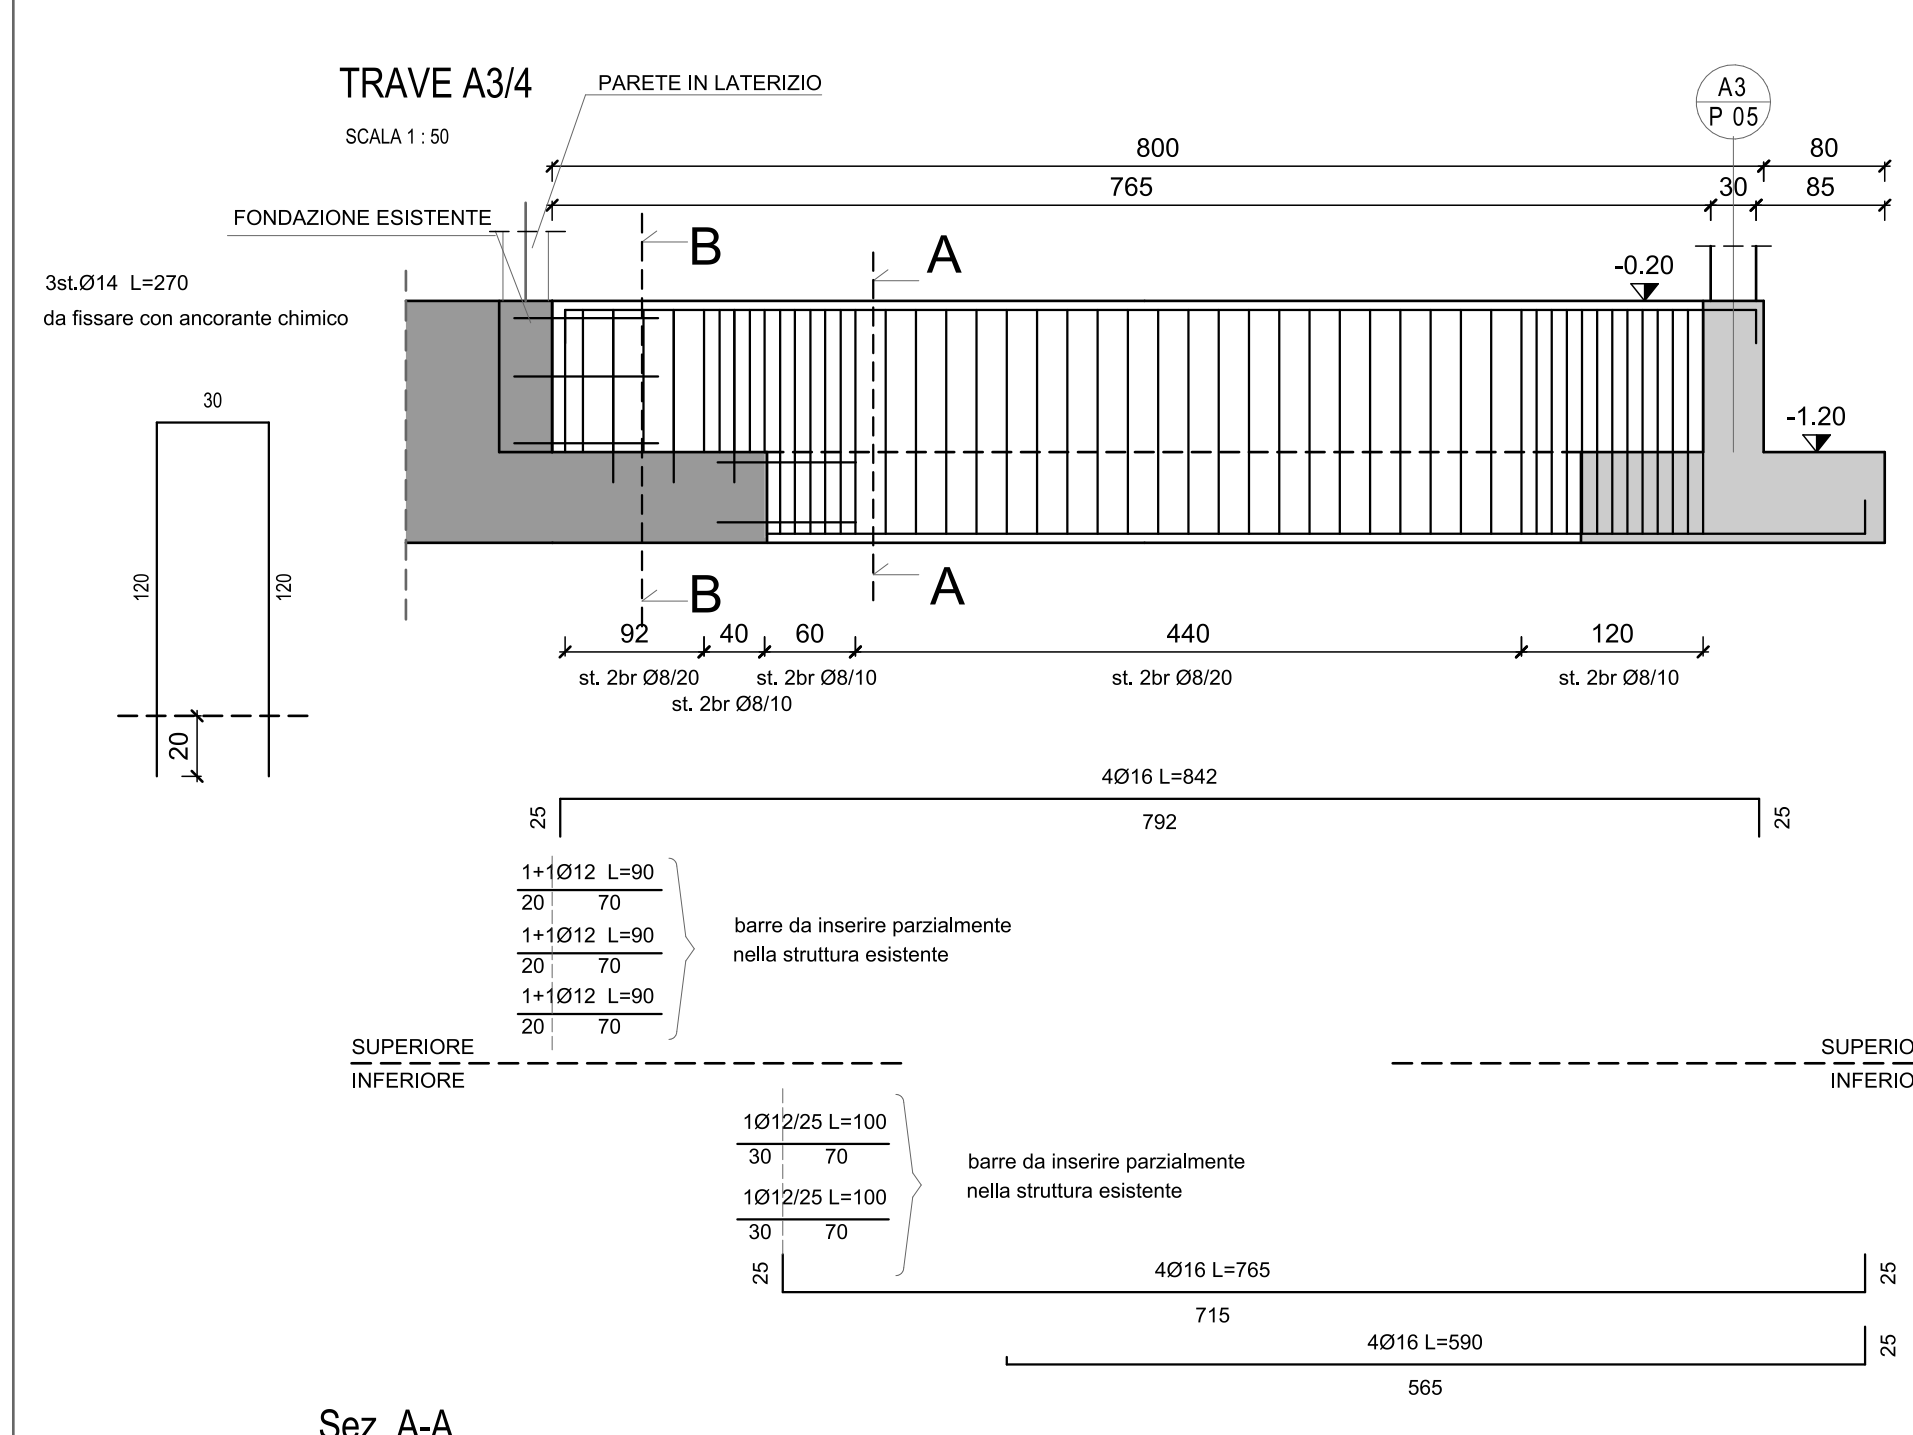 TRAVE A3/4
SCALA 1 : 50
PARETE IN LATERIZIO
A3
P 05
800
80
765
30
85
FONDAZIONE ESISTENTE
B
A
-0.20
3st.Ø14 L=270
da fissare con ancorante chimico
30
120
120
20
-1.20
B
A
92
40
60
440
120
st. 2br Ø8/20
st. 2br Ø8/10
st. 2br Ø8/20
st. 2br Ø8/10
st. 2br Ø8/10
4Ø16 L=842
25
792
25
1+1Ø12 L=90
20
70
1+1Ø12 L=90
20
70
1+1Ø12 L=90
20
70
barre da inserire parzialmente
nella struttura esistente
SUPERIORE
INFERIORE
SUPERIO
INFERIO
1Ø12/25 L=100
30
70
1Ø12/25 L=100
30
70
barre da inserire parzialmente
nella struttura esistente
25
4Ø16 L=765
25
715
4Ø16 L=590
25
565
Sez A-A